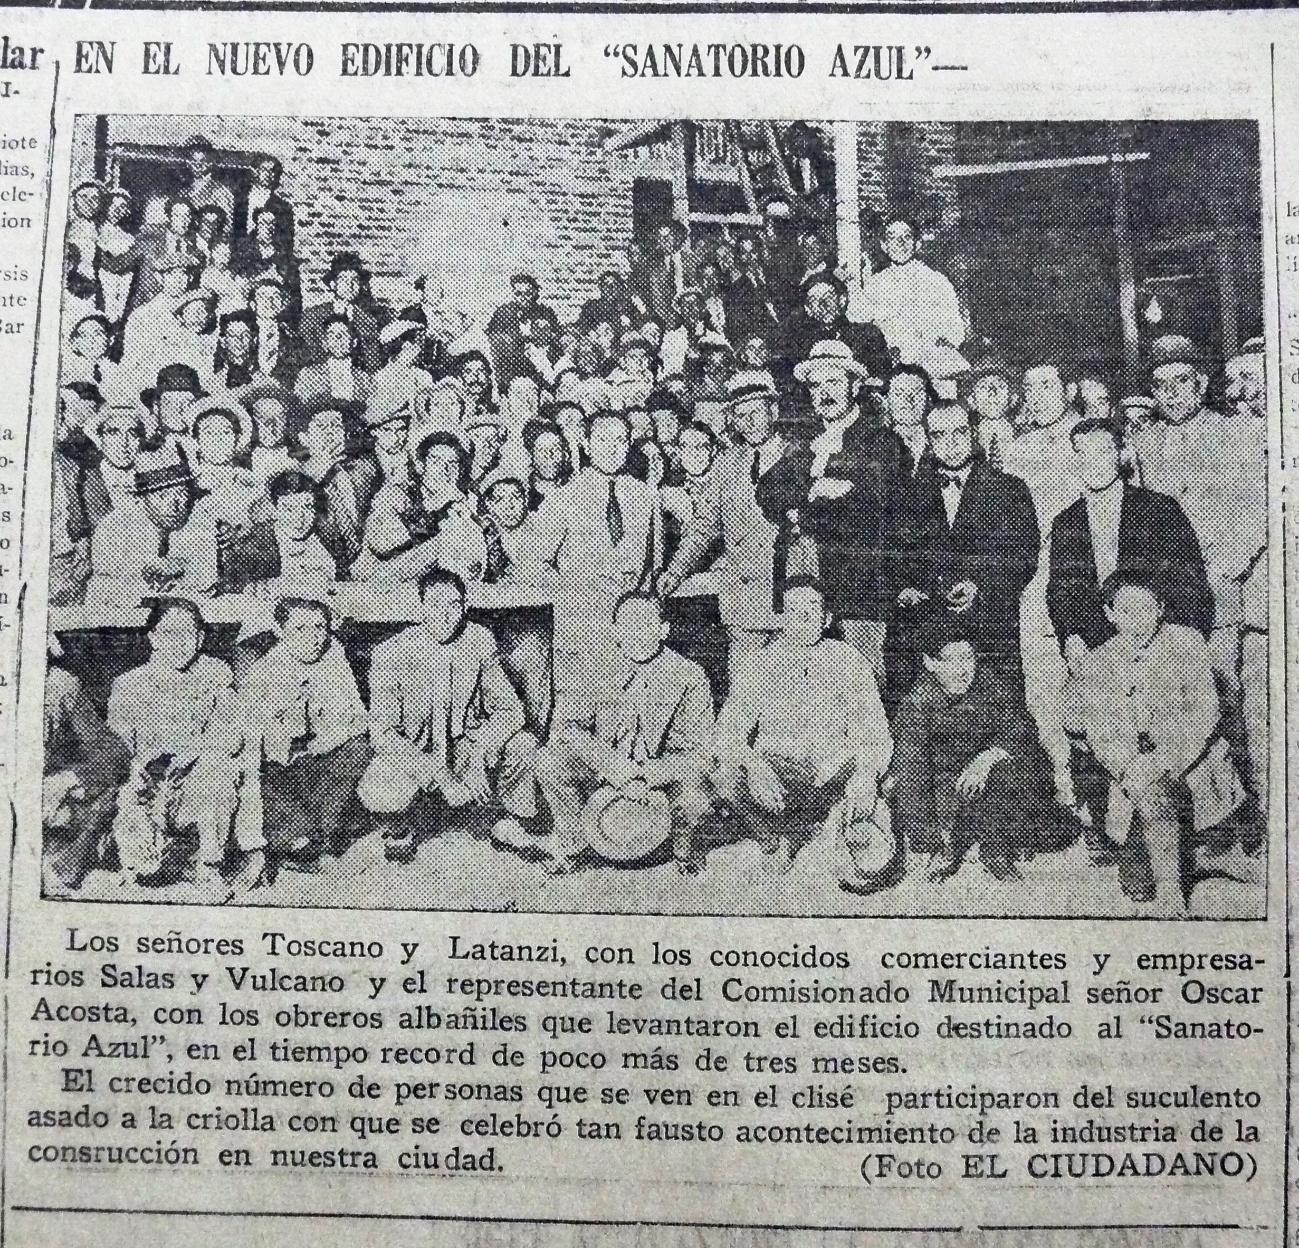 EN EL NUEVO EDIFICIO DEL “SANATORIO AZUL”—
Los señores Toscano y Latanzi, con los conocidos comerciantes y empresa-
rios Salas y Vulcano y el representante del Comisionado Municipal señor Oscar
Acosta, con los obreros albañiles que levantaron el edificio destinado al “Sanato-
rio Azul”, en el tiempo record de poco más de tres meses.
El crecido número de personas que se ven en el clisé participaron del suculento
asado a la criolla con que se celebró tan fausto acontecimiento de la industria de la
consrucción en nuestra ciudad. (Foto EL CIUDADANO)